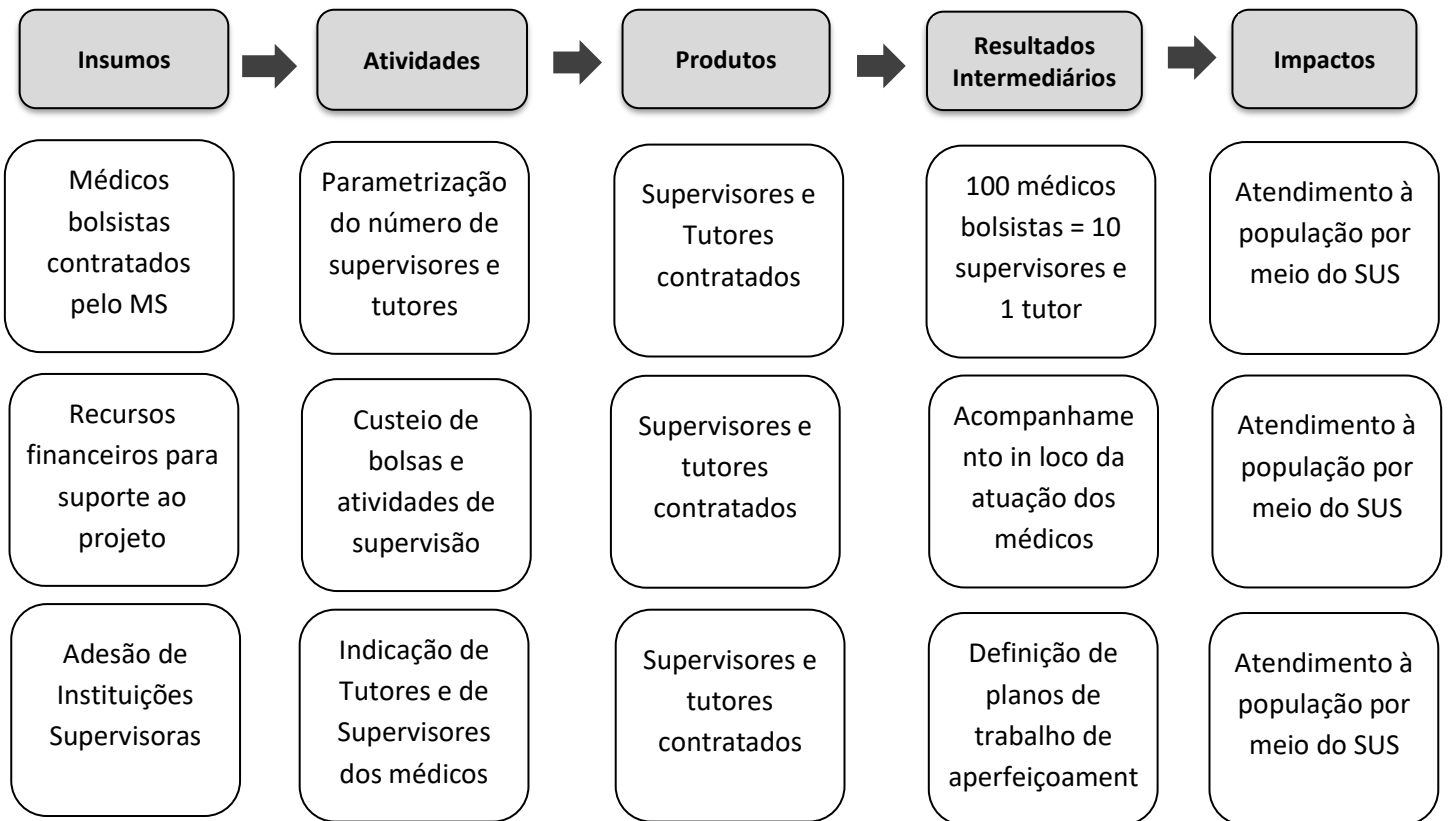 Insumos
Atividades
Produtos
Resultados
Intermediários
Impactos
Médicos
bolsistas
contratados
pelo MS
Parametrização
do número de
supervisores e
tutores
Supervisores e
Tutores
contratados
100 médicos
bolsistas = 10
supervisores e
1 tutor
Atendimento à
população por
meio do SUS
Recursos
financeiros para
suporte ao
projeto
Custeio de
bolsas e
atividades de
supervisão
Supervisores e
tutores
contratados
Acompanhame
nto in loco da
atuação dos
médicos
Atendimento à
população por
meio do SUS
Adesão de
Instituições
Supervisoras
Indicação de
Tutores e de
Supervisores
dos médicos
Supervisores e
tutores
contratados
Definição de
planos de
trabalho de
aperfeiçoament
Atendimento à
população por
meio do SUS